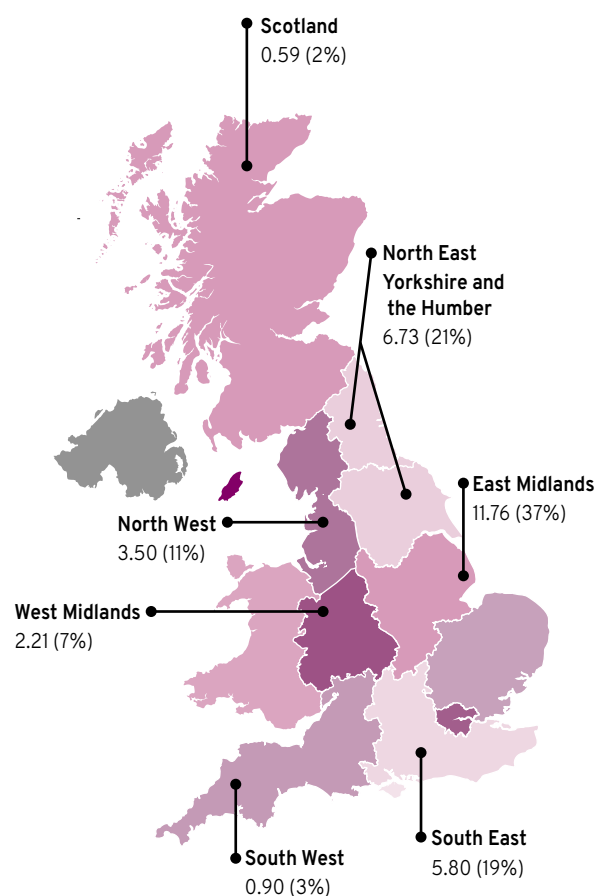 Scotland
0.59 (2%)
North East
Yorkshire and
the Humber
6.73 (21%)
East Midlands
11.76 (37%)
North West
3.50 (11%)
West Midlands
2.21 (7%)
South East
5.80 (19%)
South West
0.90 (3%)